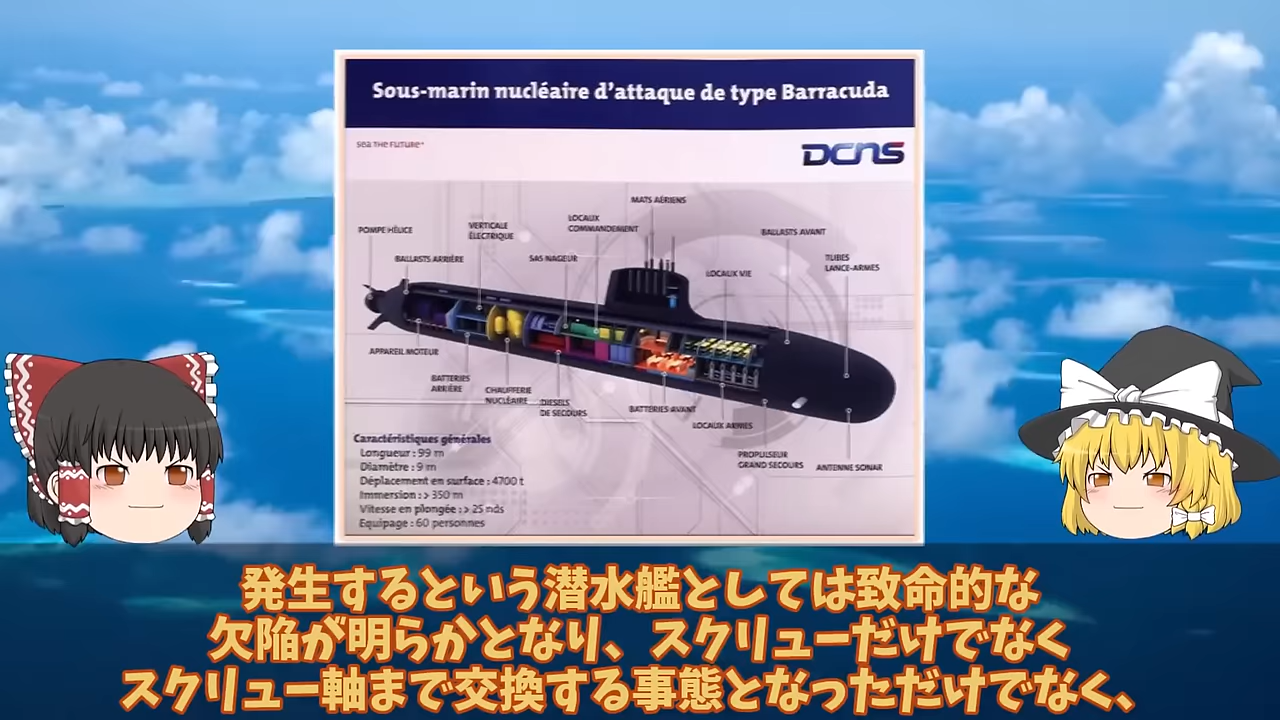 Sous-marin nucléaire d'attaque de type Barracuda
SEA THE FUTURE*
DCNS
MATS AÉRIENS
POMPE HÉLICE
VERTICALE
ÉLECTRIQUE
LOCAUX
COMMANDEMENT
BALLASTS AVANT
BALLASTS ARRIÈRE
SAS NAGEUR
LOCAUX VIE
TUBES
LANCE-ARMES
APPAREIL MOTEUR
BATTERIES
ARRIÈRE
CHAUFFERIE
NUCLÉAIRE
DIESELS
DE SECOURS
BATTERIES AVANT
LOCAUX ARMES
PROPULSEUR
GRAND SECOURS
ANTENNE SONAR
Caractéristiques générales
Longueur : 99 m
Diamètre : 9 m
Déplacement en surface : 4700 t
Immersion : > 350 m
Vitesse en plongée : > 25 nds
Equipage : 60 personnes
発生するという潜水艦としては致命的な
欠陥が明らかとなり、スクリューだけでなく
スクリュー軸まで交換する事態となっただけでなく、